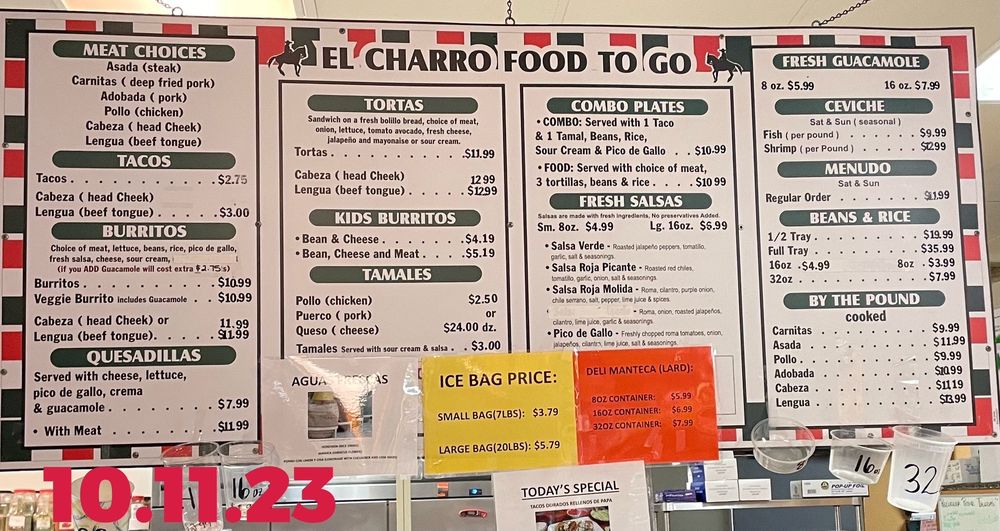 EL CHARRO FOOD TO GO
MEAT CHOICES
Asada (steak)
Carnitas ( deep fried pork)
Adobada ( pork)
Pollo (chicken)
Cabeza ( head Cheek)
Lengua (beef tongue)
TACOS
Tacos . . . . . . . . . . . . . . $2.75
Cabeza ( head Cheek)
Lengua (beef tongue) . . . . . . $3.00
BURRITOS
Choice of meat, lettuce, beans, rice, pico de gallo,
fresh salsa, cheese, sour cream,
(if you ADD Guacamole will cost extra $2.75's)
Burritos . . . . . . . . . . . . . $10.99
Veggie Burrito includes Guacamole . . . $10.99
Cabeza ( head Cheek) or 11.99
Lengua (beef tongue). . . . . . . $11.99
QUESADILLAS
Served with cheese, lettuce,
pico de gallo, crema
& guacamole . . . . . . . . . . $7.99
• With Meat . . . . . . . . . . $11.99
TORTAS
Sandwich on a fresh bolillo bread, choice of meat,
onion, lettuce, tomato avocado, fresh cheese,
jalapeño and mayonaise or sour cream.
Tortas . . . . . . . . . . . . . $11.99
Cabeza ( head Cheek) 12 99
Lengua (beef tongue) . . . . . $12.99
KIDS BURRITOS
• Bean & Cheese . . . . . . . . $4.19
• Bean, Cheese and Meat . . . . $5.19
TAMALES
Pollo (chicken) $2.50
Puerco ( pork) or
Queso ( cheese) $24.00 dz.
Tamales Served with sour cream & salsa . . $3.00
COMBO PLATES
• COMBO: Served with 1 Taco
& 1 Tamal, Beans, Rice,
Sour Cream & Pico de Gallo . . . $10.99
• FOOD: Served with choice of meat,
3 tortillas, beans & rice . . . . . $10 99
FRESH SALSAS
Salsas are made with fresh ingredients, No preservatives Added.
Sm. 8oz. $4.99 Lg. 16oz. $6.99
• Salsa Verde - Roasted jalapeño peppers, tomatillo,
garlic, salt & seasonings.
• Salsa Roja Picante - Roasted red chiles,
tomatillo, garlic, onion, salt & seasonings.
• Salsa Roja Molida - Roma, cilantro, purple onion,
chile serrano, salt, pepper, lime juice & spices.
- Roma, onion, roasted jalapeños,
cilantro, lime juice, garlic & seasonings.
• Pico de Gallo - Freshly chopped roma tomatoes, onion,
jalapeños, cilantro, lime juice, salt & seasonings.
FRESH GUACAMOLE
8 oz. $5.99 16 oz. $7.99
CEVICHE
Sat & Sun ( seasonal )
Fish ( per pound ) . . . . . . . . $9.99
Shrimp ( per Pound ) . . . . . .
MENUDO
Sat & Sun
Regular Order . . . . . . . . . $11.99
BEANS & RICE
1/2 Tray . . . . . . . . . . . . $19.99
Full Tray . . . . . . . . . . . . $35.99
16oz - $4.99 8oz . $3.99
32oz . . . . . . . . . . . . . . $7.99
BY THE POUND
cooked
Carnitas . . . . . . . . . . . . $9.99
Asada . . . . . . . . . . . . . $11.99
Pollo . . . . . . . . . . . . . . $9.99
Adobada . . . . . . . . . . . . $10.99
Cabeza . . . . . . . . . . . . $11.19
Lengua . . . . . . . . . . . . $13.99
AGUAS FRESCAS
ICE BAG PRICE:
SMALL BAG(7LBS): $3.79
LARGE BAG(20LBS): $5.79
DELI MANTECA (LARD):
8OZ CONTAINER: $5.99
16OZ CONTAINER: $6.99
32OZ CONTAINER: $7.99
TODAY'S SPECIAL
TACOS DORADOS RELLENOS DE PAPA
16 oz
16 oz
32
POP-UP FOIL
10.11.23